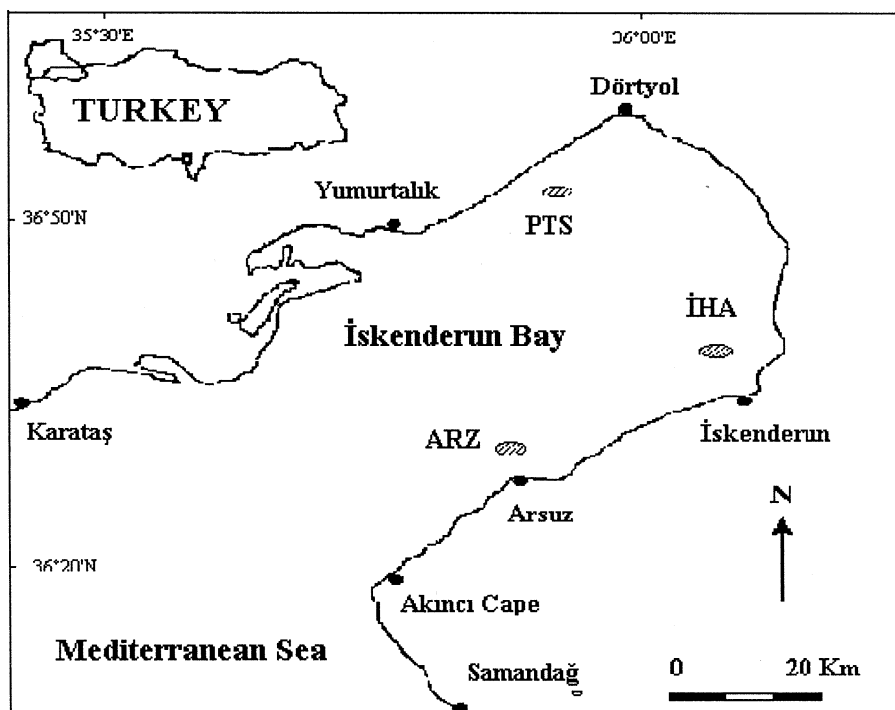 35°30'E
36°00'E
TURKEY
Dörtyol
Yumurtalık
36°50'N
PTS
İHA
İskenderun Bay
Karataş
ARZ
İskenderun
N
Arsuz
36°20'N
Akıncı Cape
Mediterranean Sea
Samandağ
0 20 Km